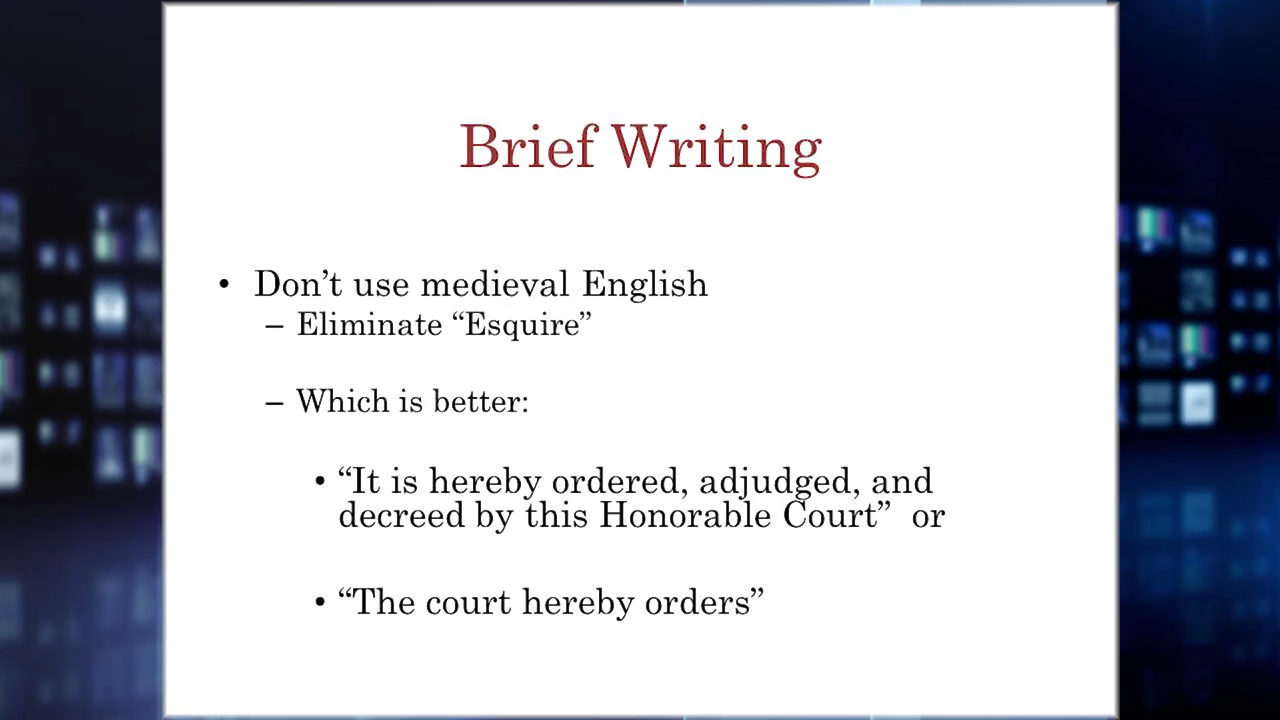 Brief Writing
• Don’t use medieval English
– Eliminate “Esquire”
– Which is better:
• “It is hereby ordered, adjudged, and
decreed by this Honorable Court”  or
• “The court hereby orders”